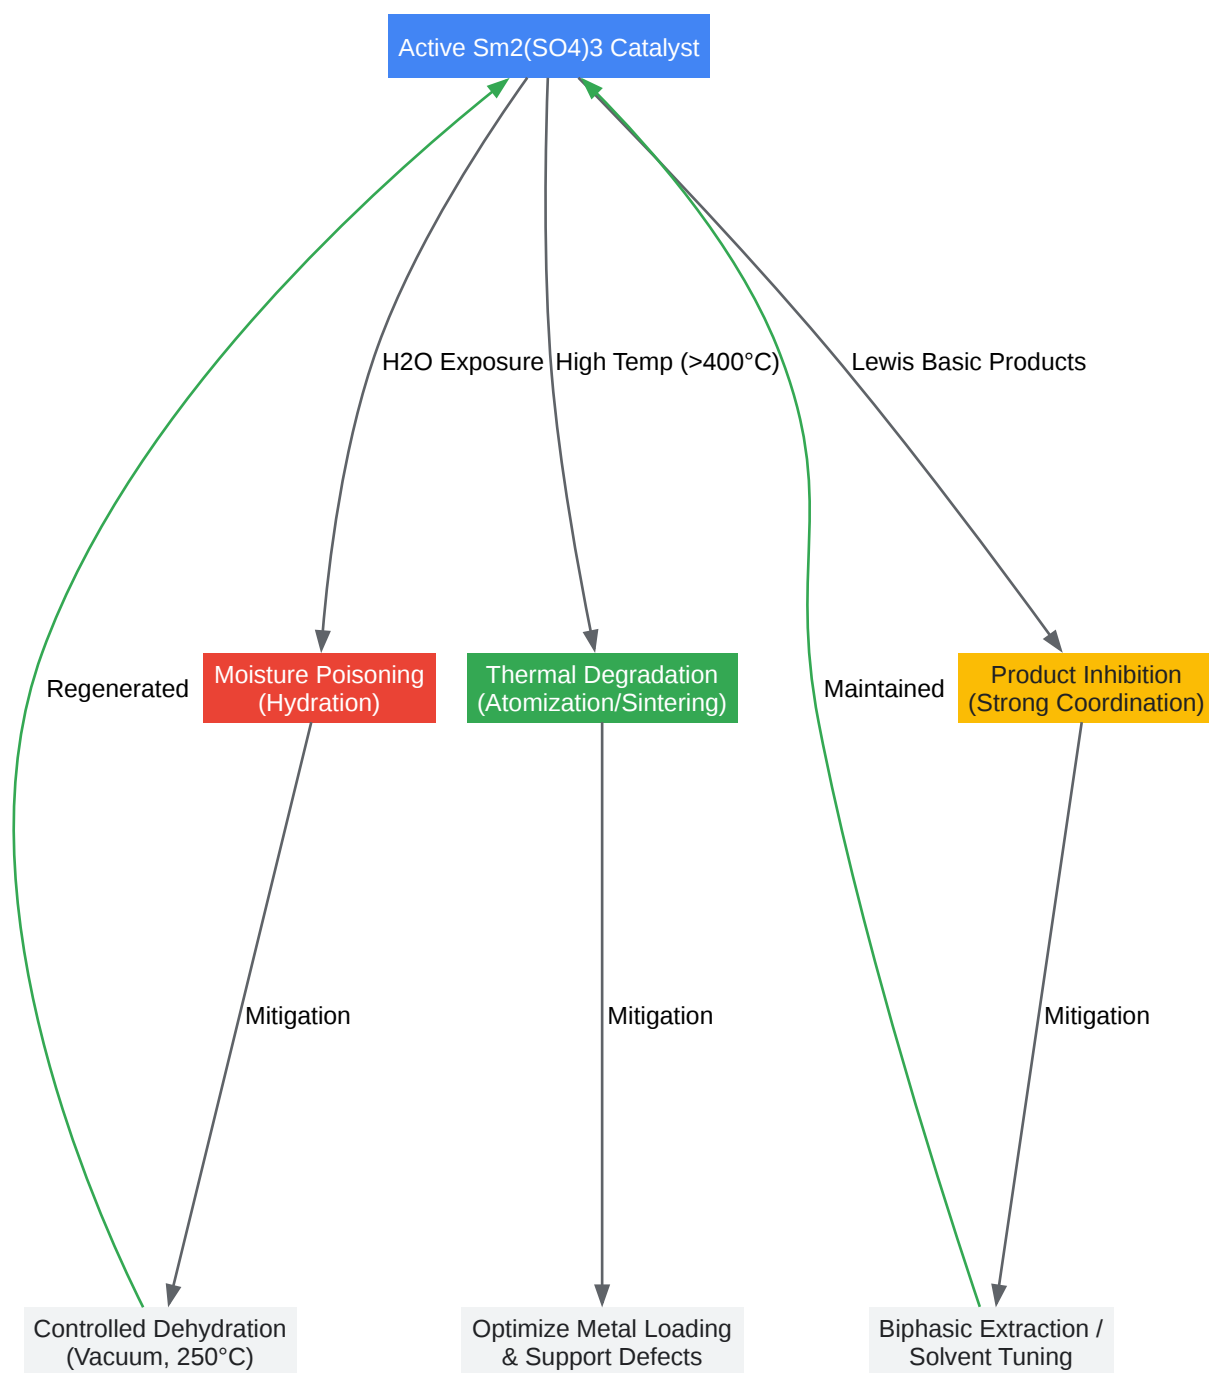 Active Sm2(SO4)3 Catalyst
H2O Exposure
High Temp (>400°C)
Lewis Basic Products
Regenerated
Moisture Poisoning
(Hydration)
Thermal Degradation
(Atomization/Sintering)
Maintained
Product Inhibition
(Strong Coordination)
Mitigation
Mitigation
Mitigation
Controlled Dehydration
(Vacuum, 250°C)
Optimize Metal Loading
& Support Defects
Biphasic Extraction /
Solvent Tuning